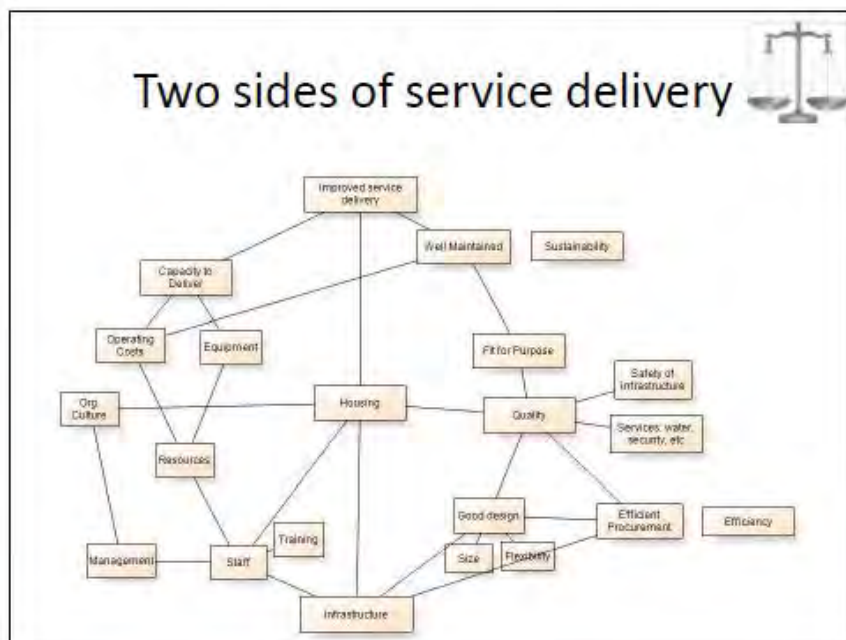 Two sides of service delivery
Improved service
delivery
Well Maintained
Sustainability
Capacity to
Deliver
Operating
Costs
Equipment
Fit for Purpose
Safety of
infrastructure
Org
Culture
Housing
Quality
Services: water,
security, etc
Resources
Good design
Efficient
Procurement
Efficiency
Training
Management
Staff
Size
Flexibility
Infrastructure